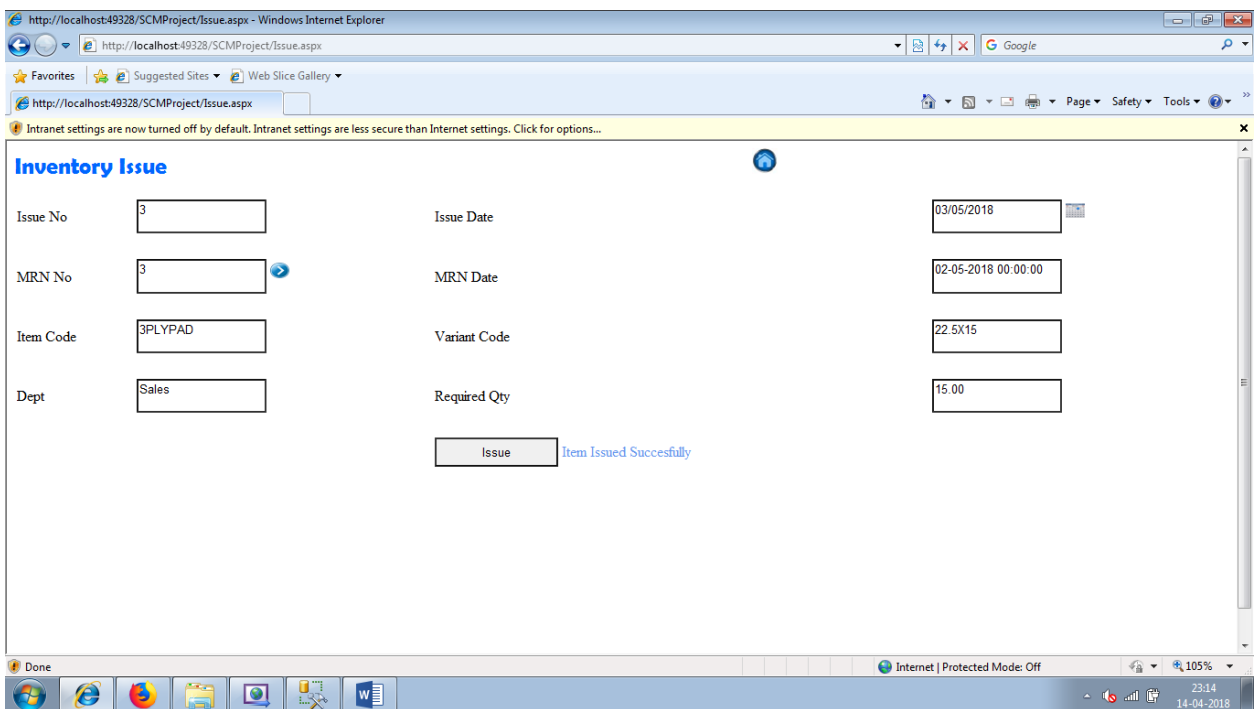 http://localhost:49328/SCMProject/Issue.aspx - Windows Internet Explorer
http://localhost:49328/SCMProject/Issue.aspx
Google
Favorites Suggested Sites Web Slice Gallery
http://localhost:49328/SCMProject/Issue.aspx
Page Safety Tools
Intranet settings are now turned off by default. Intranet settings are less secure than Internet settings. Click for options...
Inventory Issue
Issue No 3 Issue Date 03/05/2018
MRN No 3 MRN Date 02-05-2018 00:00:00
Item Code 3PLYPAD Variant Code 22.5X15
Dept Sales Required Qty 15.00
Issue Item Issued Succesfully
Done Internet | Protected Mode: Off 105%
23:14
14-04-2018